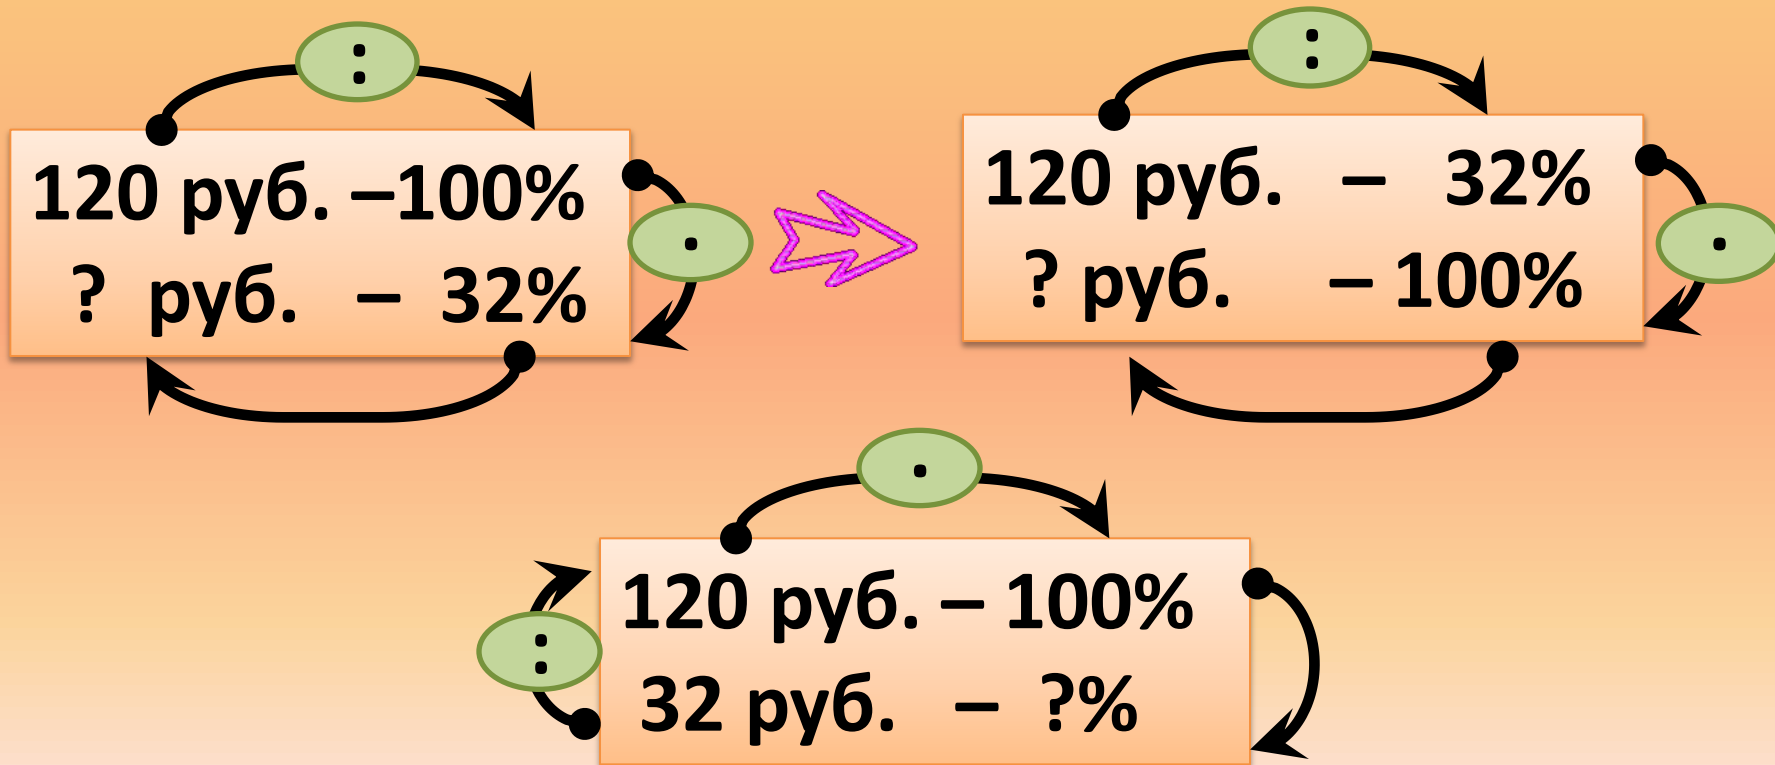 :
120 руб. –100%
? руб. – 32%
·
:
120 руб. – 32%
? руб. – 100%
·
·
120 руб. – 100%
32 руб. – ?%
: